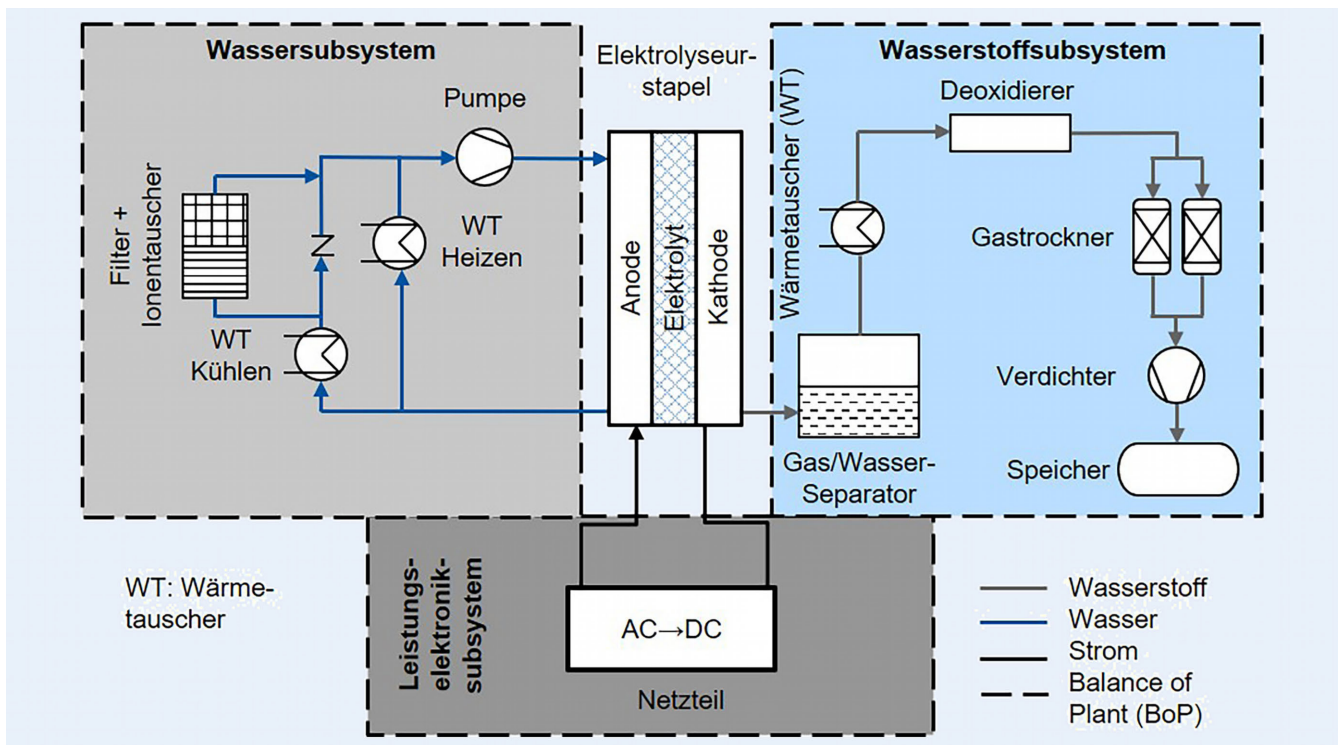 Wassersubsystem
Pumpe
Filter +
Ionentauscher
WT
Heizen
WT
Kühlen
Elektrolyseur-
stapel
Anode
Elektrolyt
Kathode
Wasserstoffsubsystem
Wärmetauscher (WT)
Deoxidierer
Gastrockner
Verdichter
Speicher
Gas/Wasser-
Separator
Leistungs-
elektronik-
subsystem
AC→DC
Netzteil
WT: Wärme-
tauscher
Wasserstoff
Wasser
Strom
Balance of
Plant (BoP)